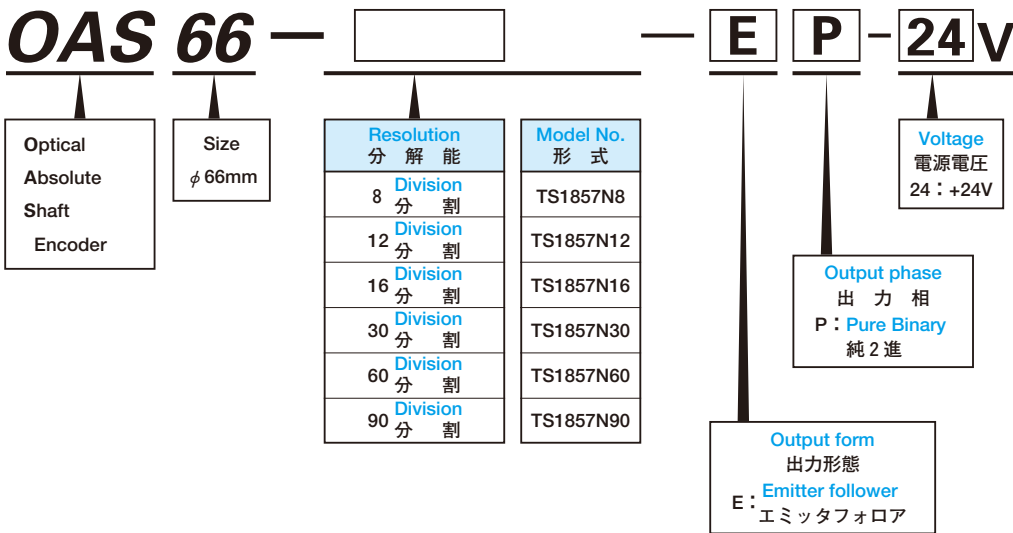 OAS 66 — — E P - 24 V
Optical
Absolute
Shaft
Encoder
Size
φ 66mm
Resolution
分 解 能
Model No.
形 式
8 Division
分 割
TS1857N8
12 Division
分 割
TS1857N12
16 Division
分 割
TS1857N16
30 Division
分 割
TS1857N30
60 Division
分 割
TS1857N60
90 Division
分 割
TS1857N90
Voltage
電源電圧
24：+24V
Output phase
出 力 相
P：Pure Binary
純 2 進
Output form
出力形態
E：Emitter follower
エミッタフォロア